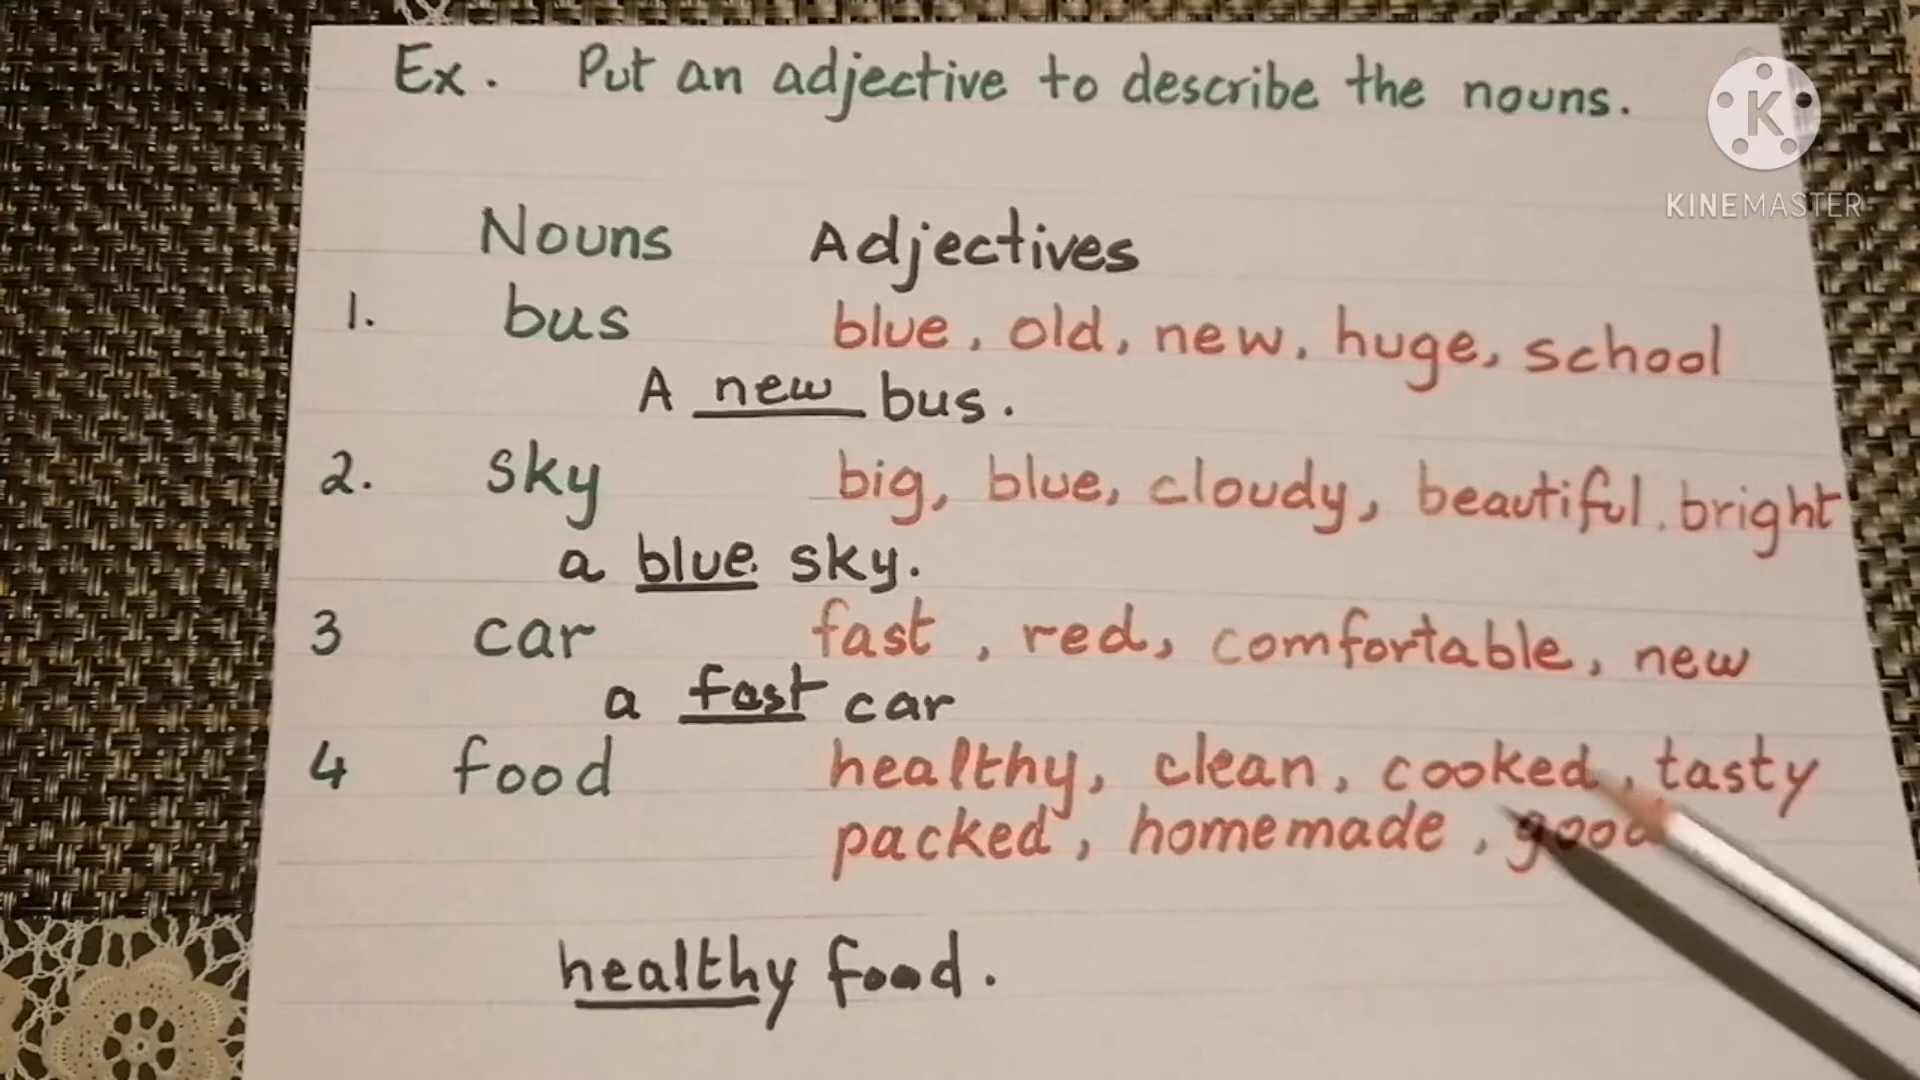 Ex. Put an adjective to describe the nouns.
K
KINEMASTER
Nouns Adjectives
1. bus blue, old, new, huge, school
A new bus.
2. sky big, blue, cloudy, beautiful, bright
a blue sky.
3 car fast, red, comfortable, new
a fast car
4 food healthy, clean, cooked, tasty
packed, homemade, good
healthy food.